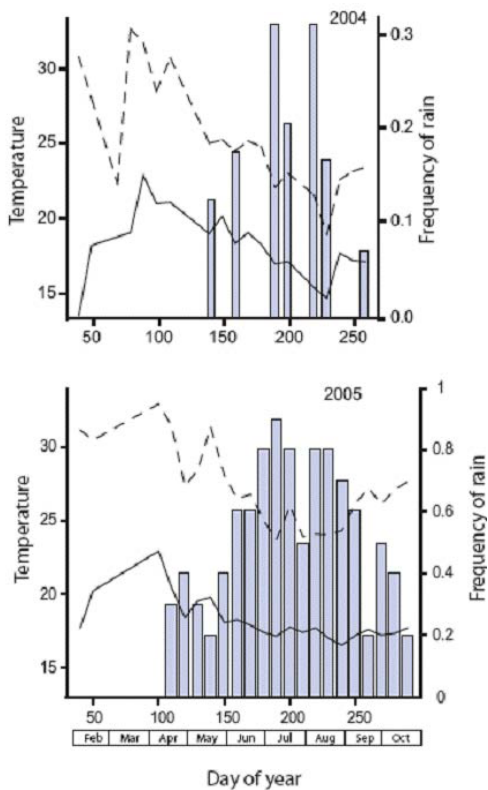 2004
Temperature
30
25
20
15
0.3
0.2
0.1
0.0
Frequency of rain
50 100 150 200 250
2005
Temperature
30
25
20
15
1
0.8
0.6
0.4
0.2
0
Frequency of rain
50 100 150 200 250
Feb Mar Apr May Jun Jul Aug Sep Oct
Day of year